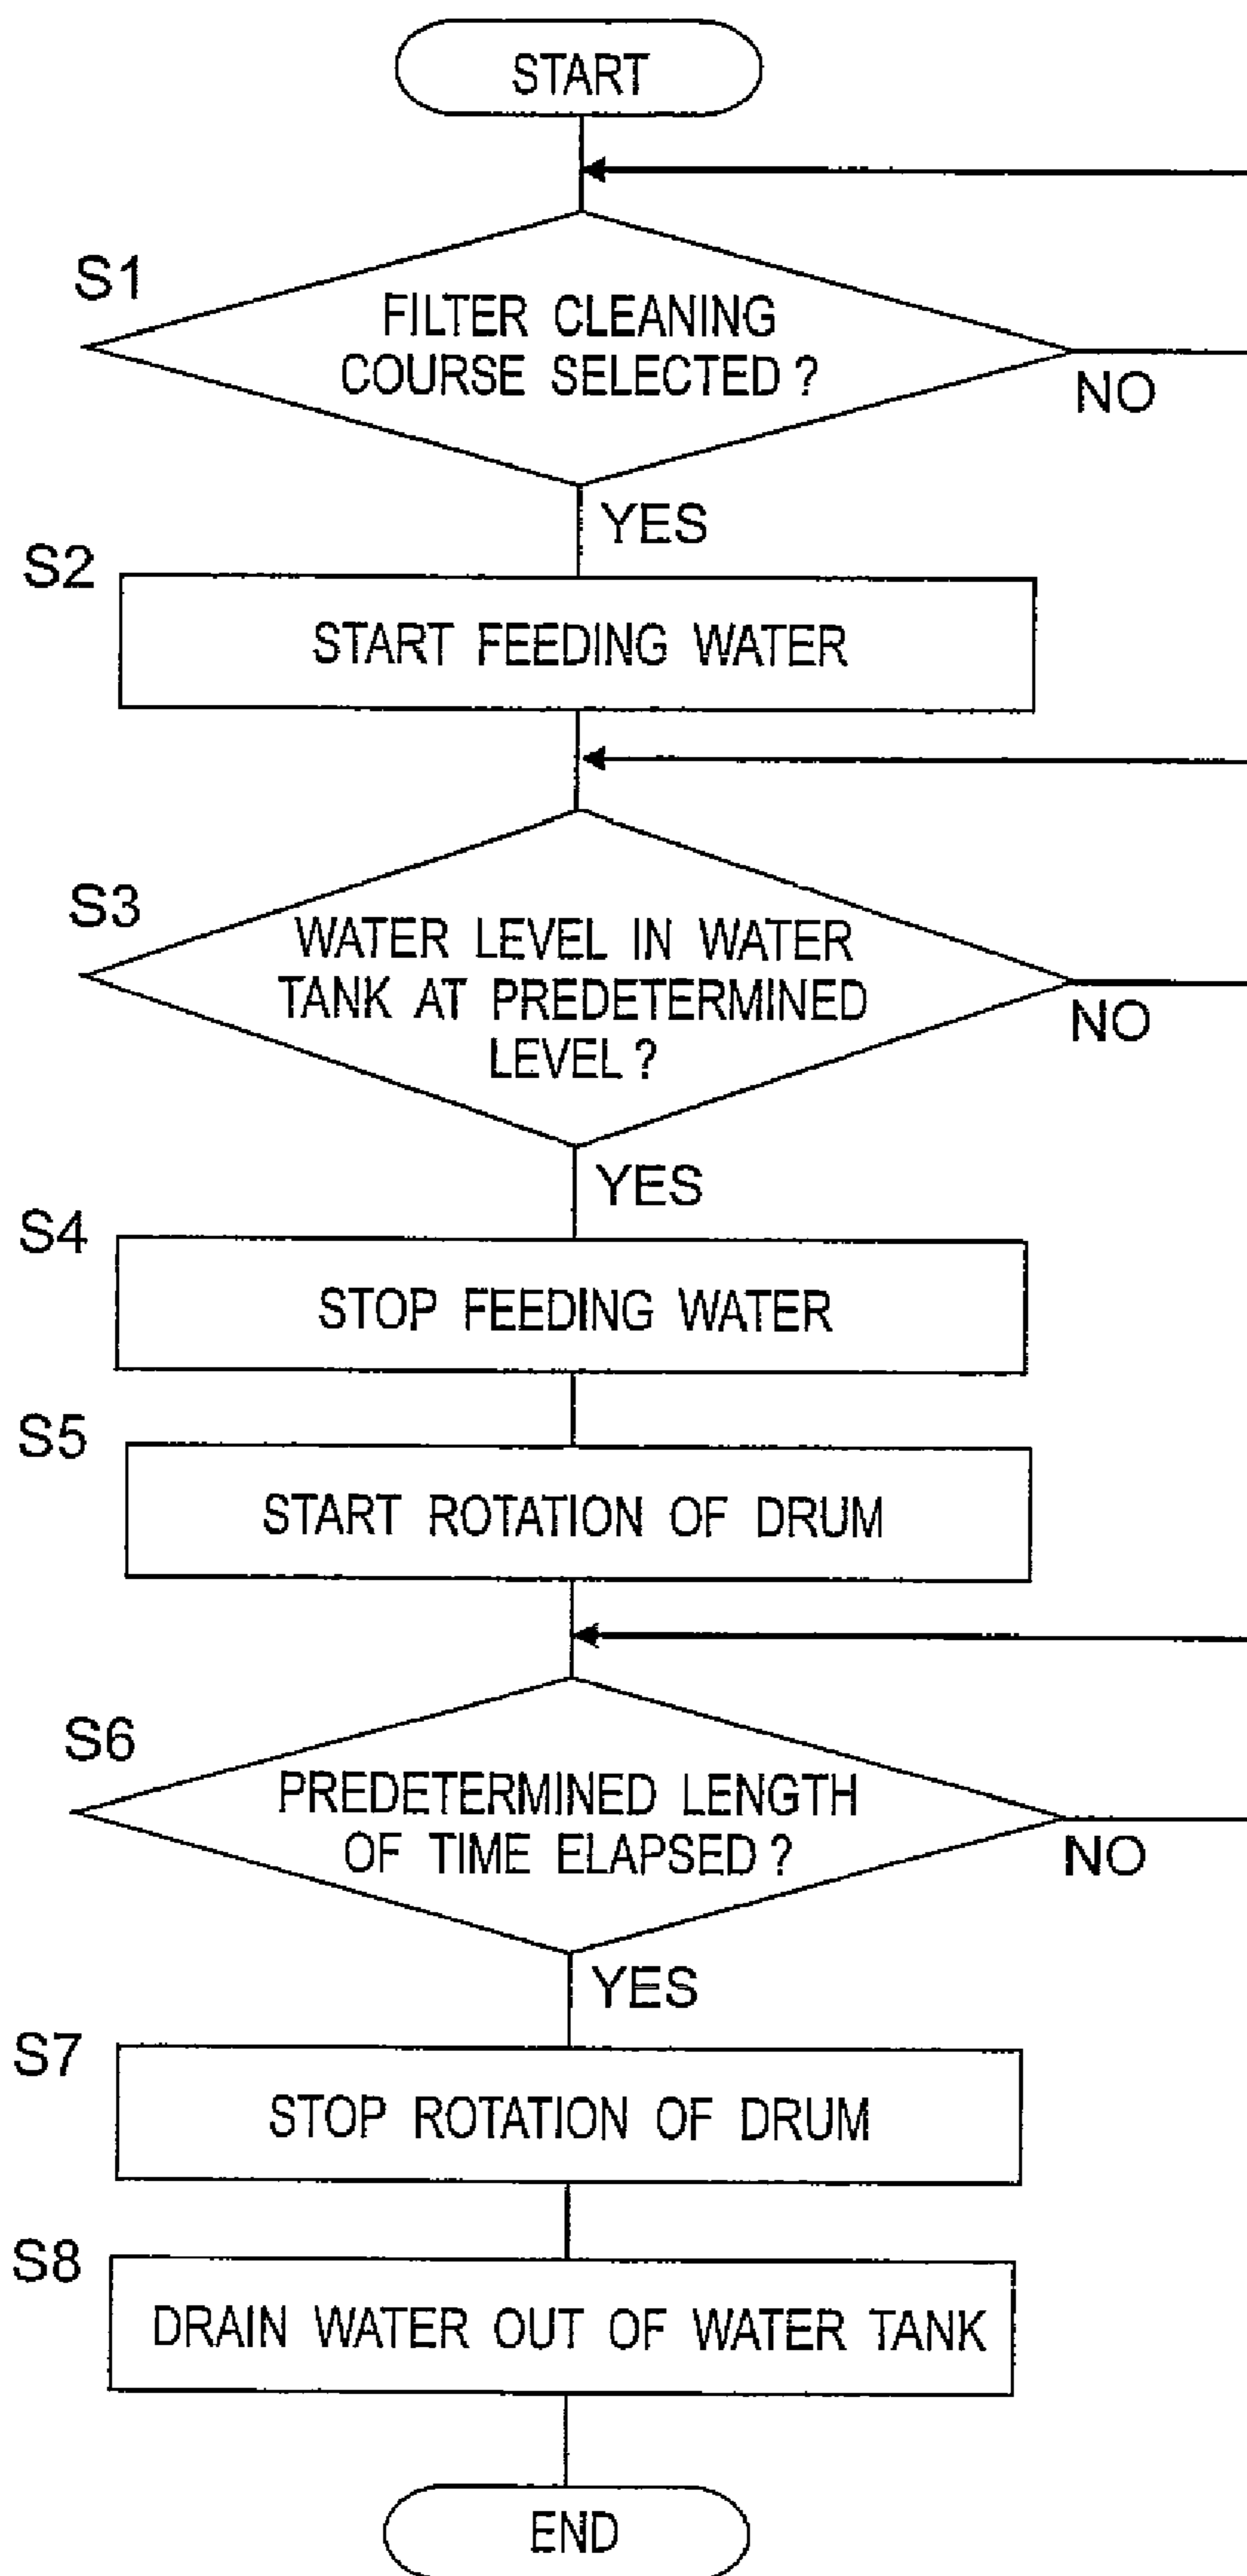 START
S1
FILTER CLEANING
COURSE SELECTED ?
NO
YES
S2
START FEEDING WATER
S3
WATER LEVEL IN WATER
TANK AT PREDETERMINED
LEVEL ?
NO
YES
S4
STOP FEEDING WATER
S5
START ROTATION OF DRUM
S6
PREDETERMINED LENGTH
OF TIME ELAPSED ?
NO
YES
S7
STOP ROTATION OF DRUM
S8
DRAIN WATER OUT OF WATER TANK
END